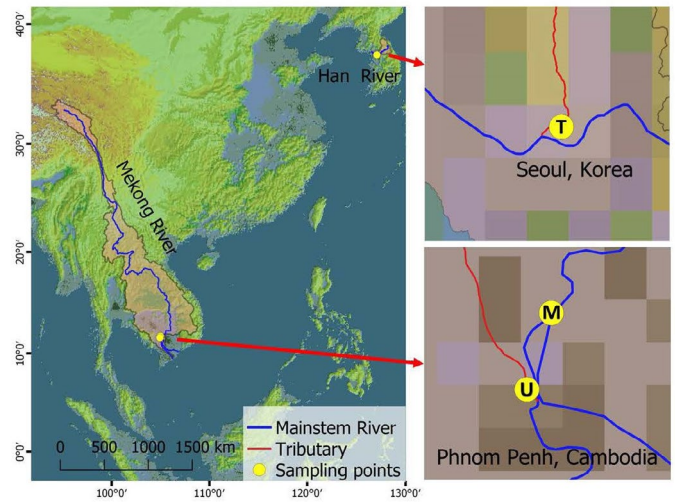 40°0'
30°0'
20°0'
10°0'
0°0'
Han River
Mekong River
T
Seoul, Korea
M
U
Phnom Penh, Cambodia
0 500 1000 1500 km
Mainstem River
Tributary
Sampling points
100°0' 110°0' 120°0' 130°0'